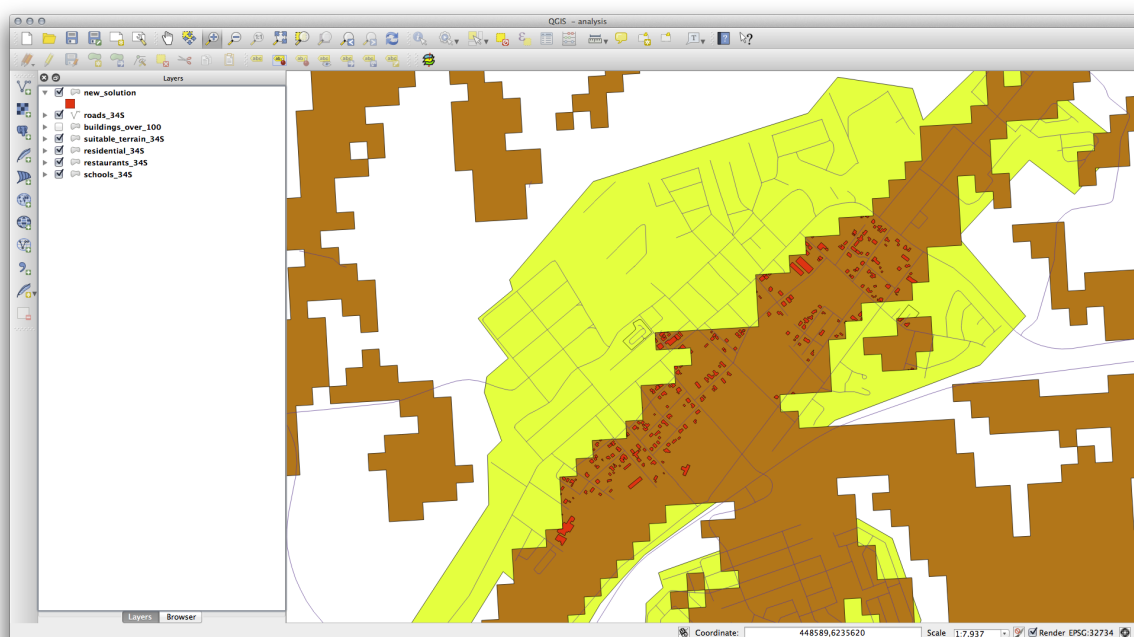 QGIS - analysis
Layers
new_solution
roads_34S
buildings_over_100
suitable_terrain_34S
residential_34S
restaurants_34S
schools_34S
Layers Browser
Coordinate: 448589,6235620 Scale 1:7,937 Render EPSG:32734